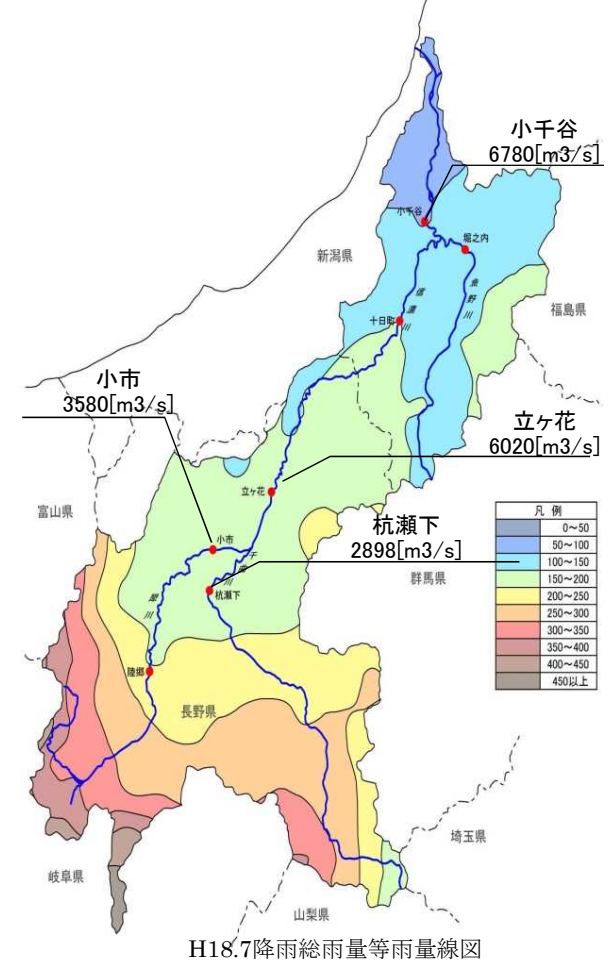 小千谷
6780[m3/s]
小千谷
堀之内
新潟県
魚野川
信濃川
福島県
十日町
小市
3580[m3/s]
立ヶ花
6020[m3/s]
立ヶ花
富山県
杭瀬下
2898[m3/s]
小市
千曲川
群馬県
犀川
杭瀬下
凡 例
0~50
50~100
100~150
150~200
200~250
250~300
300~350
350~400
400~450
450以上
陸郷
長野県
埼玉県
岐阜県
山梨県
H18.7降雨総雨量等雨量線図